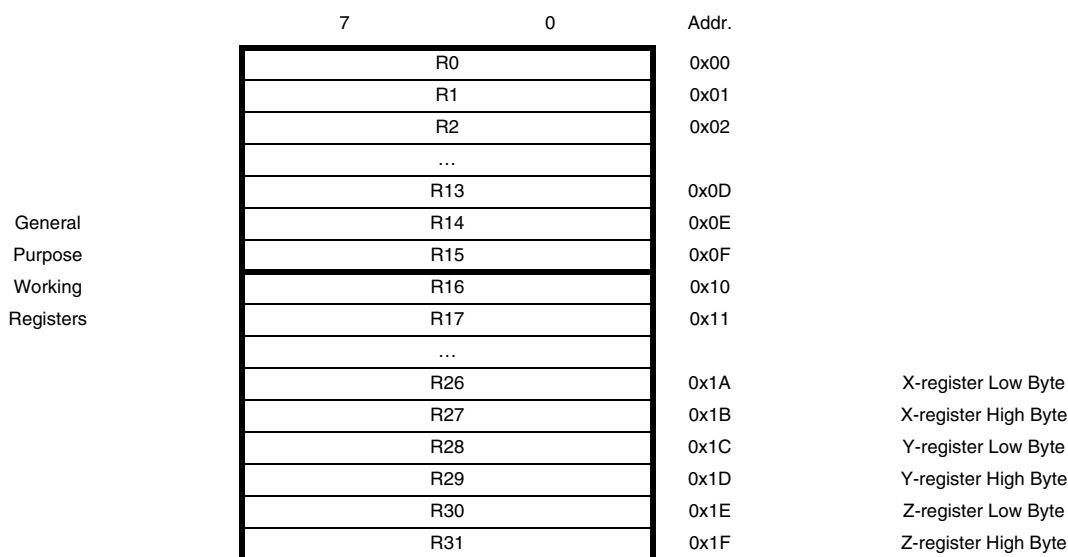 7 0 Addr.
R0 0x00
R1 0x01
R2 0x02
…
R13 0x0D
General R14 0x0E
Purpose R15 0x0F
Working R16 0x10
Registers R17 0x11
…
R26 0x1A X-register Low Byte
R27 0x1B X-register High Byte
R28 0x1C Y-register Low Byte
R29 0x1D Y-register High Byte
R30 0x1E Z-register Low Byte
R31 0x1F Z-register High Byte